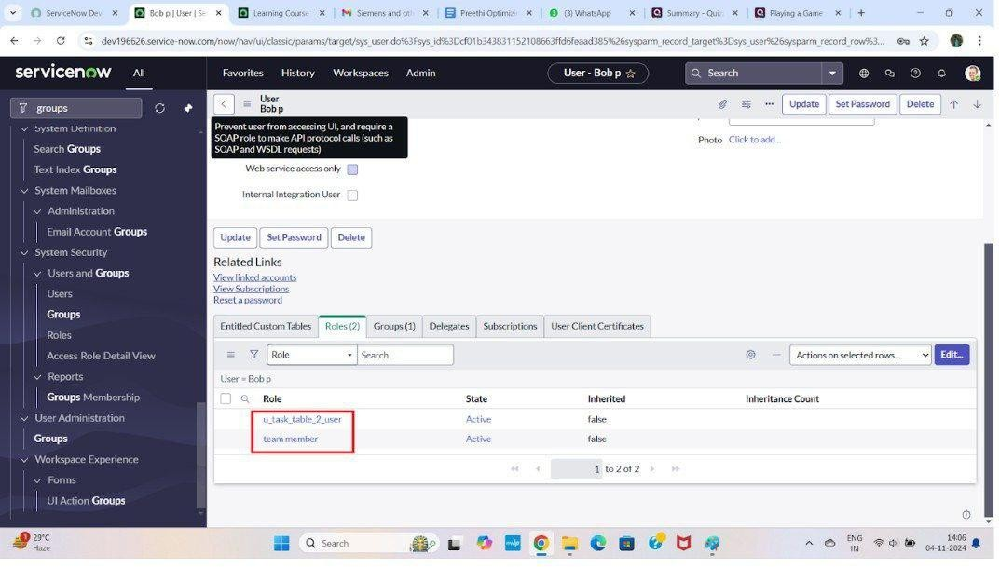 ServiceNow Dev
Bob p | User | Se
Learning Course
Siemens and oth
Preethi Optimizin
(3) WhatsApp
Summary - Quiz
Playing a Game
dev196626.service-now.com/now/nav/ui/classic/params/target/sys_user.do%3Fsys_id%3Dcf01b343831152108663ffd6feaad385%26sysparm_record_target%3Dsys_user%26sysparm_record_row%3...
servicenow All Favorites History Workspaces Admin User - Bob p Search
groups
System Definition
Search Groups
Text Index Groups
System Mailboxes
Administration
Email Account Groups
System Security
Users and Groups
Users
Groups
Roles
Access Role Detail View
Reports
Groups Membership
User Administration
Groups
Workspace Experience
Forms
UI Action Groups
User
Bob p
Update Set Password Delete
Prevent user from accessing UI, and require a
SOAP role to make API protocol calls (such as
SOAP and WSDL requests)
Photo Click to add...
Web service access only
Internal Integration User
Update Set Password Delete
Related Links
View linked accounts
View Subscriptions
Reset a password
Entitled Custom Tables Roles (2) Groups (1) Delegates Subscriptions User Client Certificates
Role Search Actions on selected rows... Edit...
User = Bob p
Role State Inherited Inheritance Count
u_task_table_2_user Active false
team member Active false
1 to 2 of 2
1
29°C
Haze
Search
ENG
IN
14:06
04-11-2024